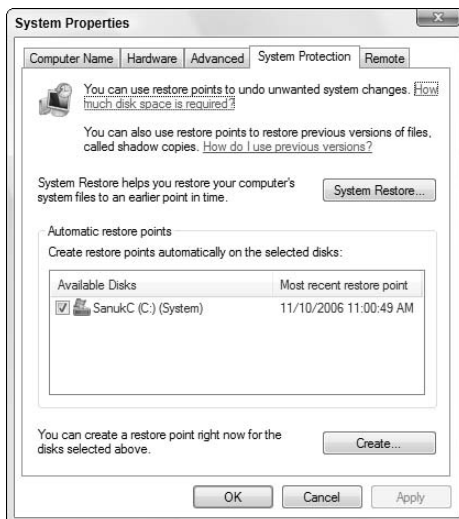 System Properties
Computer Name Hardware Advanced System Protection Remote
You can use restore points to undo unwanted system changes. How
much disk space is required?
You can also use restore points to restore previous versions of files,
called shadow copies. How do I use previous versions?
System Restore helps you restore your computer's
system files to an earlier point in time.
System Restore...
Automatic restore points
Create restore points automatically on the selected disks:
Available Disks Most recent restore point
SanukC (C:) (System) 11/10/2006 11:00:49 AM
You can create a restore point right now for the
disks selected above.
Create...
OK Cancel Apply